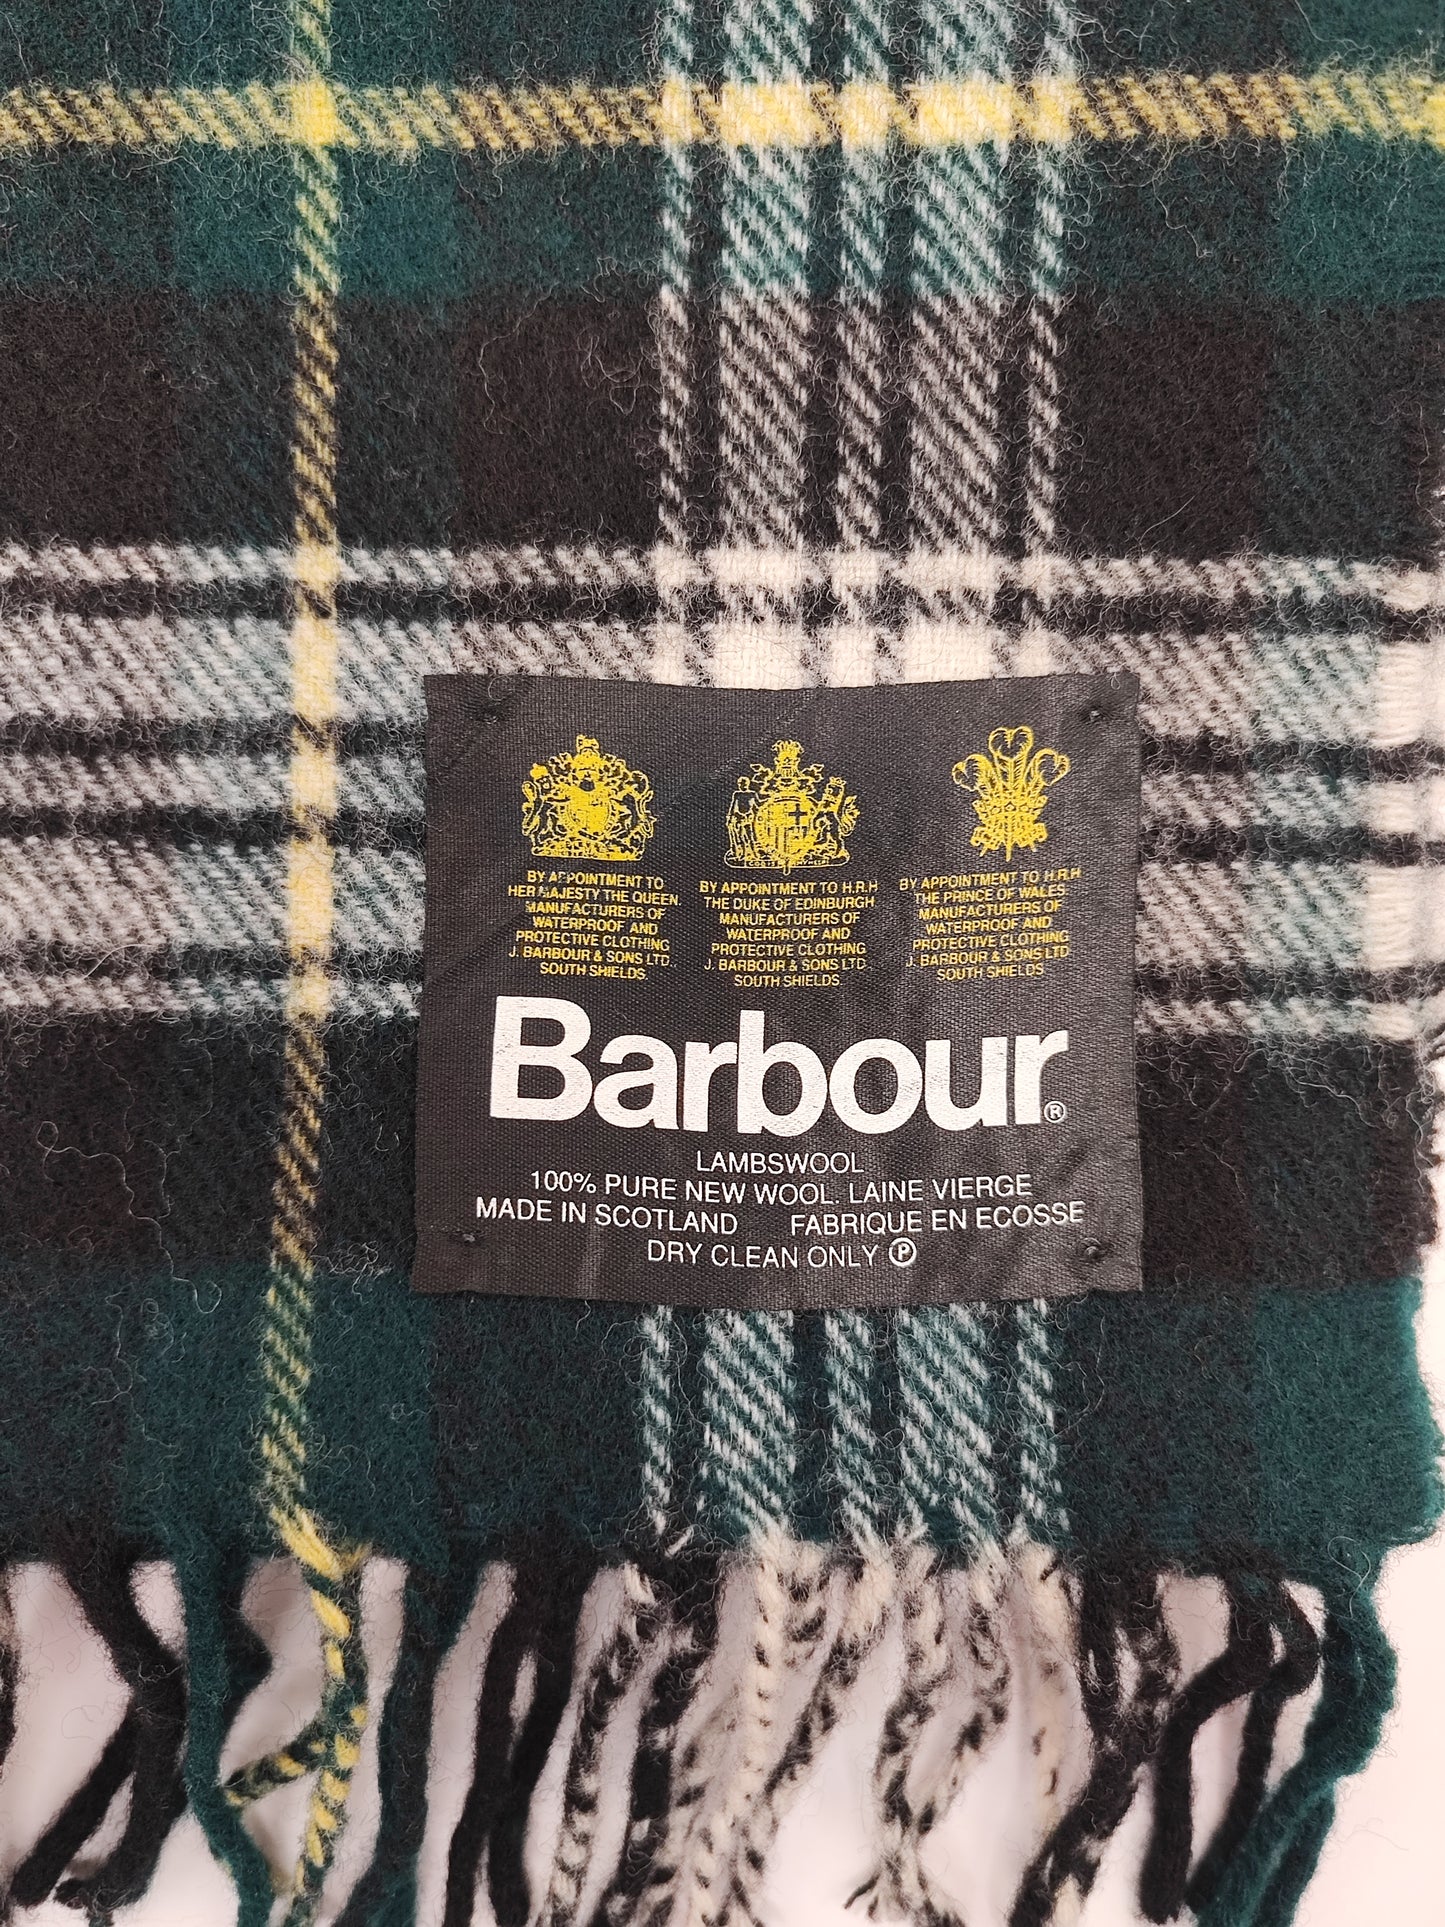 BY APPOINTMENT TO
HER MAJESTY THE QUEEN.
MANUFACTURERS OF
WATERPROOF AND
PROTECTIVE CLOTHING
J. BARBOUR & SONS LTD.,
SOUTH SHIELDS.
BY APPOINTMENT TO H.R.H
THE DUKE OF EDINBURGH
MANUFACTURERS OF
WATERPROOF AND
PROTECTIVE CLOTHING
J. BARBOUR & SONS LTD.,
SOUTH SHIELDS.
BY APPOINTMENT TO H.R.H
THE PRINCE OF WALES
MANUFACTURERS OF
WATERPROOF AND
PROTECTIVE CLOTHING
J. BARBOUR & SONS LTD
SOUTH SHIELDS.
Barbour®
LAMBSWOOL
100% PURE NEW WOOL. LAINE VIERGE
MADE IN SCOTLAND FABRIQUE EN ECOSSE
DRY CLEAN ONLY Ⓟ